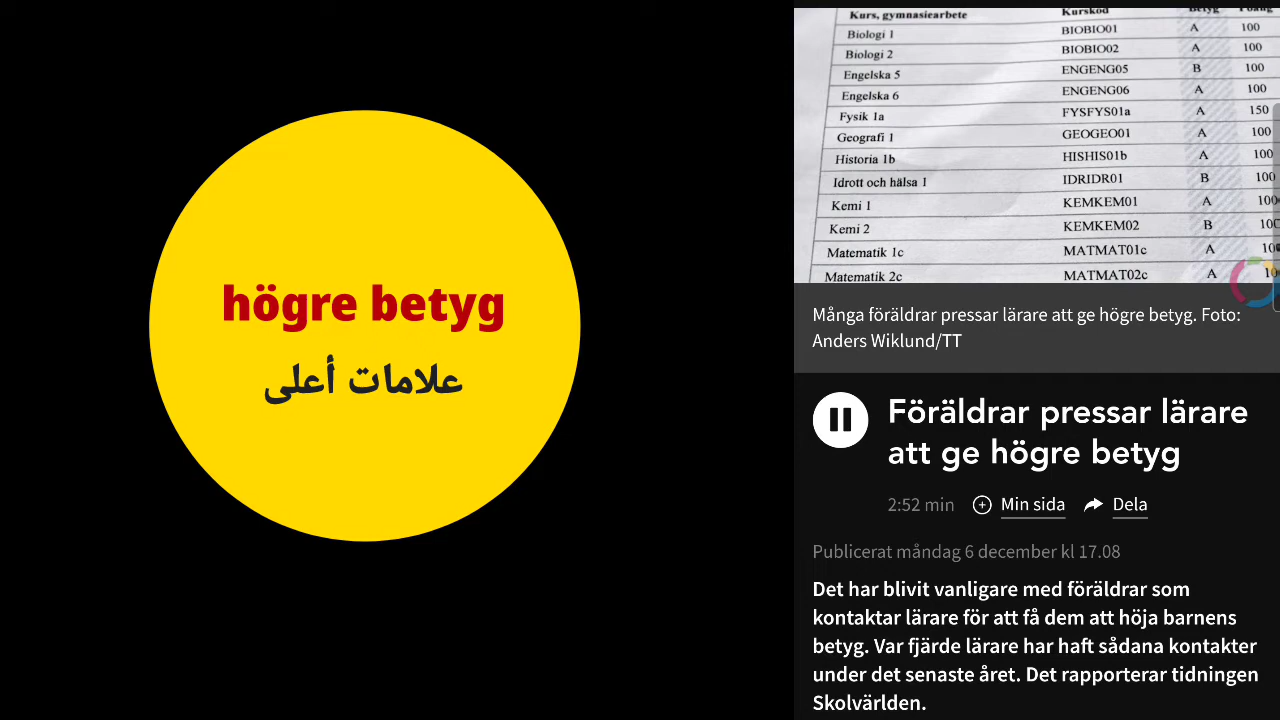 högre betyg
علامات أعلى
Kurs, gymnasiearbete Kurskod Betyg Poäng
Biologi 1 BIOBIO01 A 100
Biologi 2 BIOBIO02 A 100
Engelska 5 ENGENG05 B 100
Engelska 6 ENGENG06 A 100
Fysik 1a FYSFYS01a A 150
Geografi 1 GEOGEO01 A 100
Historia 1b HISHIS01b A 100
Idrott och hälsa 1 IDRIDR01 B 100
Kemi 1 KEMKEM01 A 100
Kemi 2 KEMKEM02 B 100
Matematik 1c MATMAT01c A
Matematik 2c MATMAT02c A
Många föräldrar pressar lärare att ge högre betyg. Foto:
Anders Wiklund/TT
Föräldrar pressar lärare
att ge högre betyg
2:52 min Min sida Dela
Publicerat måndag 6 december kl 17.08
Det har blivit vanligare med föräldrar som
kontaktar lärare för att få dem att höja barnens
betyg. Var fjärde lärare har haft sådana kontakter
under det senaste året. Det rapporterar tidningen
Skolvärlden.